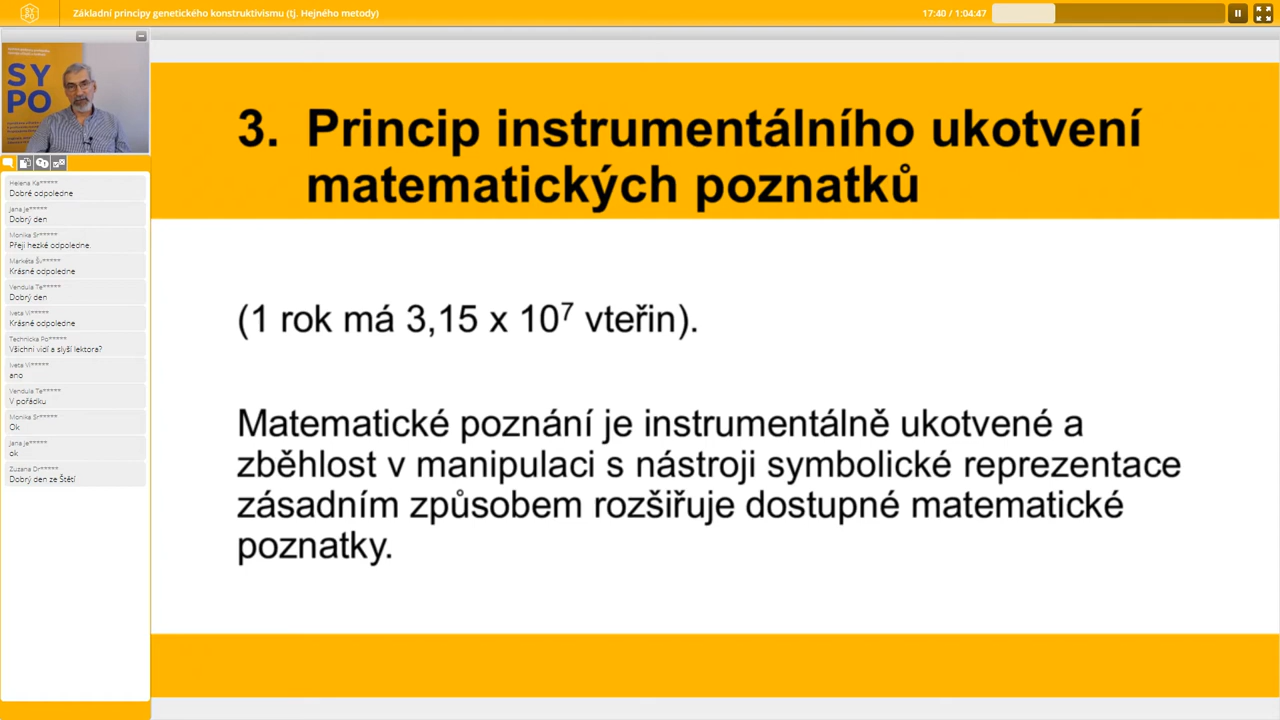 SY
PO
Základní principy genetického konstruktivismu (tj. Hejného metody)
17:40 / 1:04:47
SY
PO
Helena Ka*****
Dobré odpoledne
Jana Je*****
Dobrý den
Monika Sr*****
Přeji hezké odpoledne.
Markéta Šv*****
Krásné odpoledne
Vendula Te*****
Dobrý den
Iveta Vi*****
Krásné odpoledne
Technicka Po*****
Všichni vidí a slyší lektora?
Iveta Vi*****
ano
Vendula Te*****
V pořádku
Monika Sr*****
Ok
Jana Je*****
ok
Zuzana Dr*****
Dobrý den ze Štětí
3. Princip instrumentálního ukotvení
matematických poznatků
(1 rok má 3,15 x 10⁷ vteřin).
Matematické poznání je instrumentálně ukotvené a
zběhlost v manipulaci s nástroji symbolické reprezentace
zásadním způsobem rozšiřuje dostupné matematické
poznatky.